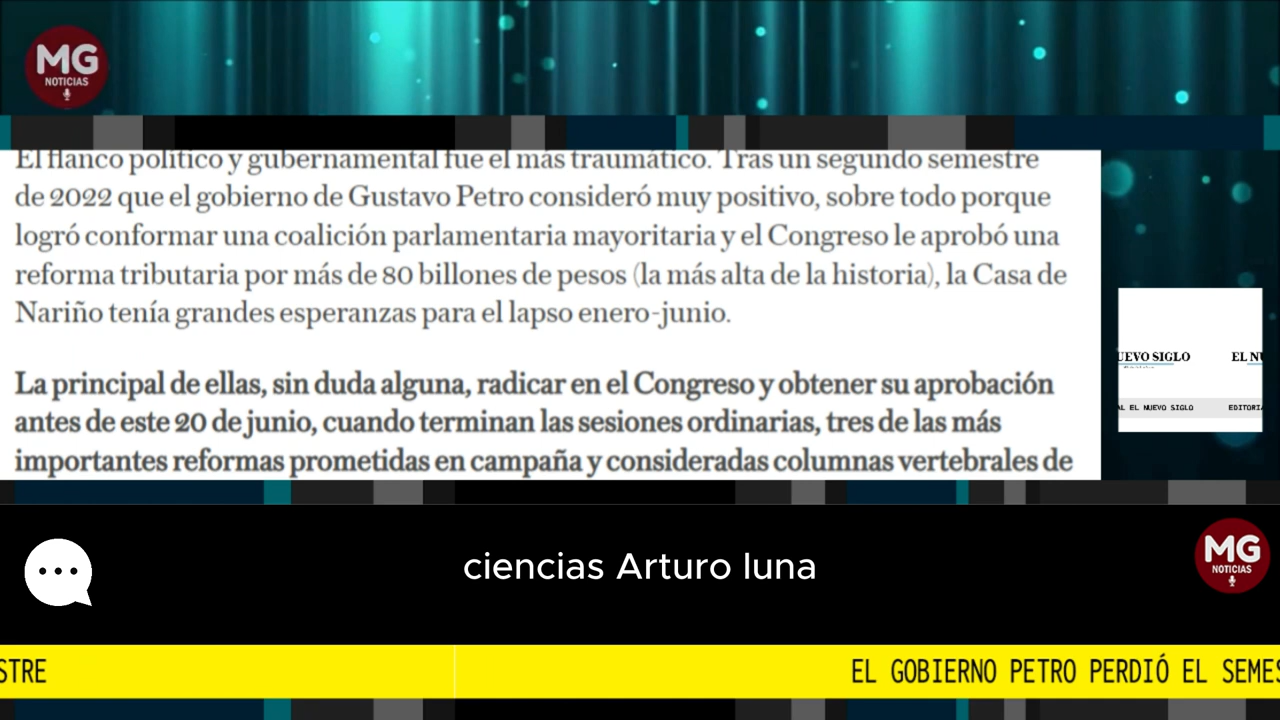 MG
NOTICIAS
El flanco político y gubernamental fue el más traumático. Tras un segundo semestre
de 2022 que el gobierno de Gustavo Petro consideró muy positivo, sobre todo porque
logró conformar una coalición parlamentaria mayoritaria y el Congreso le aprobó una
reforma tributaria por más de 80 billones de pesos (la más alta de la historia), la Casa de
Nariño tenía grandes esperanzas para el lapso enero-junio.
La principal de ellas, sin duda alguna, radicar en el Congreso y obtener su aprobación
antes de este 20 de junio, cuando terminan las sesiones ordinarias, tres de las más
importantes reformas prometidas en campaña y consideradas columnas vertebrales de
UEVO SIGLO EL NU
AL EL NUEVO SIGLO EDITORIA
ciencias Arturo luna
MG
NOTICIAS
STRE EL GOBIERNO PETRO PERDIÓ EL SEMES